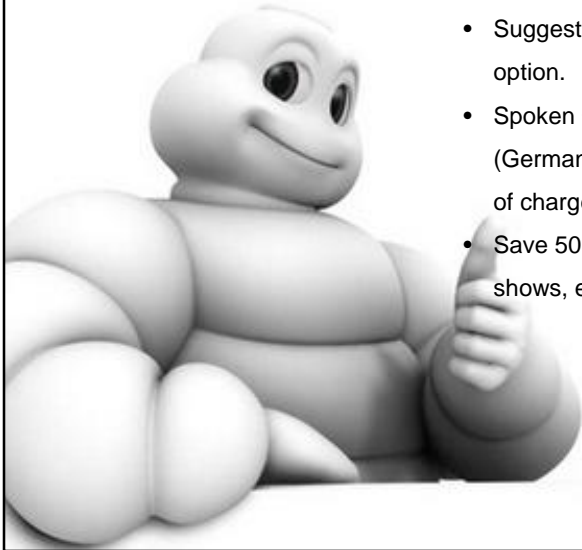 • Suggest
option.
• Spoken
(German
of charge
• Save 50
shows, e